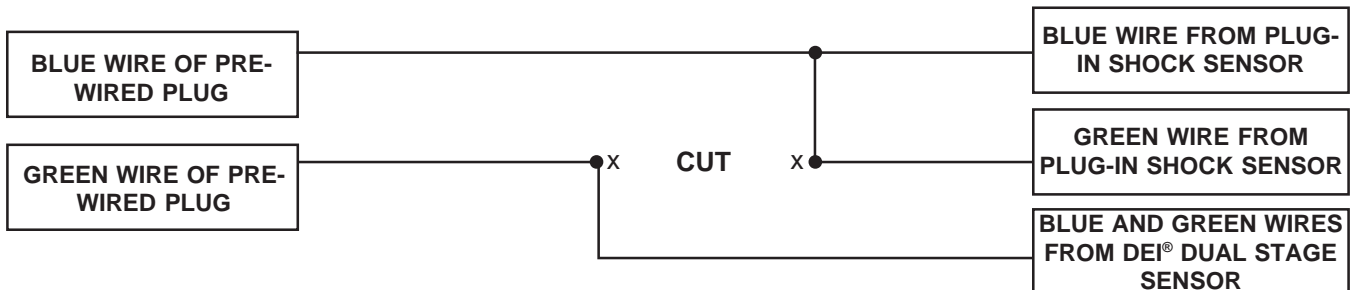 BLUE WIRE OF PRE-
WIRED PLUG
GREEN WIRE OF PRE-
WIRED PLUG
x CUT x
BLUE WIRE FROM PLUG-
IN SHOCK SENSOR
GREEN WIRE FROM
PLUG-IN SHOCK SENSOR
BLUE AND GREEN WIRES
FROM DEI® DUAL STAGE
SENSOR